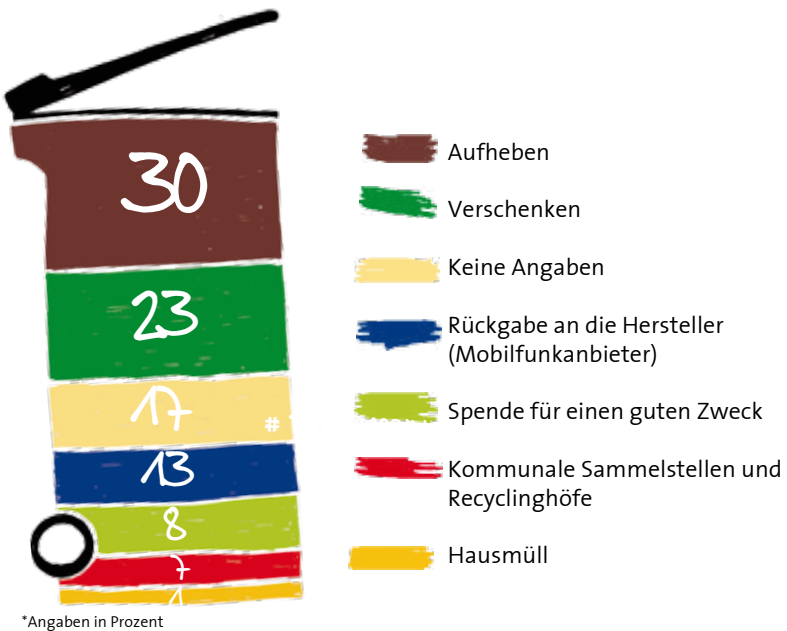 30
23
17
#
13
8
7
1
Aufheben
Verschenken
Keine Angaben
Rückgabe an die Hersteller
(Mobilfunkanbieter)
Spende für einen guten Zweck
Kommunale Sammelstellen und
Recyclinghöfe
Hausmüll
*Angaben in Prozent